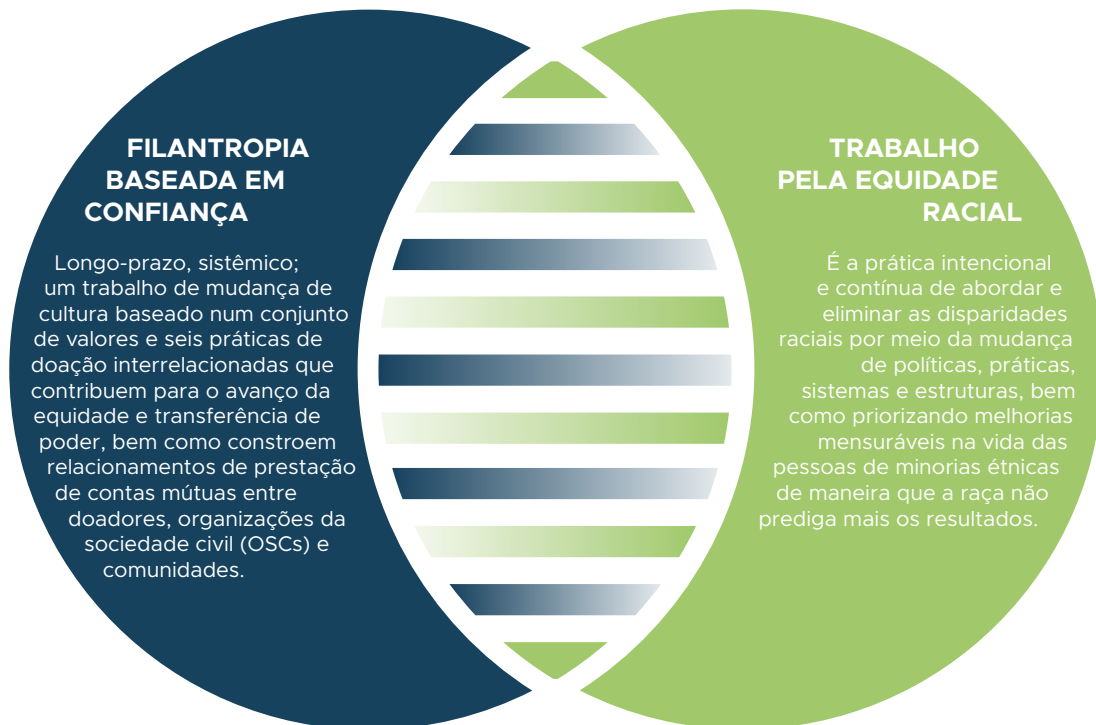 FILANTROPIA
BASEADA EM
CONFIANÇA
Longo-prazo, sistêmico;
um trabalho de mudança de
cultura baseado num conjunto
de valores e seis práticas de
doação interrelacionadas que
contribuem para o avanço da
equidade e transferência de
poder, bem como constroem
relacionamentos de prestação
de contas mútuas entre
doadores, organizações da
sociedade civil (OSCs) e
comunidades.
TRABALHO
PELA EQUIDADE
RACIAL
É a prática intencional
e contínua de abordar e
eliminar as disparidades
raciais por meio da mudança
de políticas, práticas,
sistemas e estruturas, bem
como priorizando melhorias
mensuráveis na vida das
pessoas de minorias étnicas
de maneira que a raça não
prediga mais os resultados.